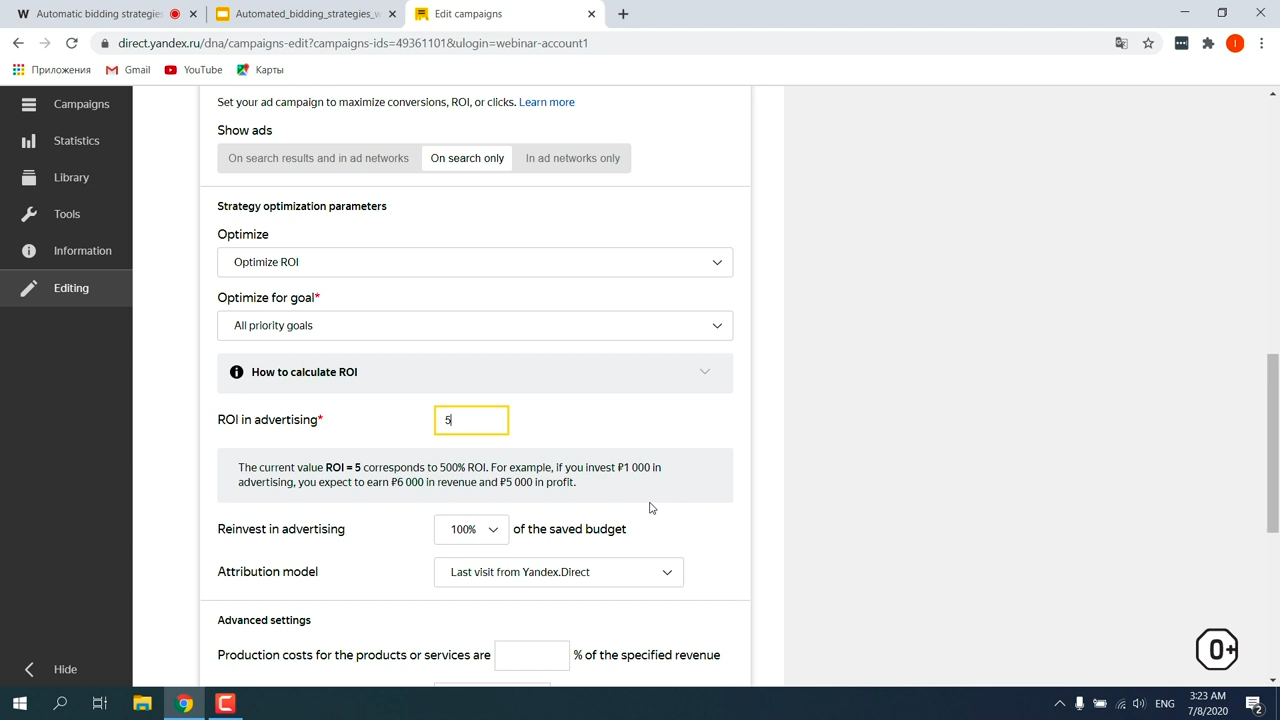 Automatic bidding strategies
Automated_bidding_strategies_w
Edit campaigns
direct.yandex.ru/dna/campaigns-edit?campaigns-ids=49361101&ulogin=webinar-account1
Приложения
Gmail
YouTube
Карты
Campaigns
Statistics
Library
Tools
Information
Editing
Hide
Set your ad campaign to maximize conversions, ROI, or clicks. Learn more
Show ads
On search results and in ad networks
On search only
In ad networks only
Strategy optimization parameters
Optimize
Optimize ROI
Optimize for goal*
All priority goals
How to calculate ROI
ROI in advertising*
5
The current value ROI = 5 corresponds to 500% ROI. For example, if you invest ₽1 000 in
advertising, you expect to earn ₽6 000 in revenue and ₽5 000 in profit.
Reinvest in advertising
100%
of the saved budget
Attribution model
Last visit from Yandex.Direct
Advanced settings
Production costs for the products or services are
% of the specified revenue
0+
ENG
3:23 AM
7/8/2020
2